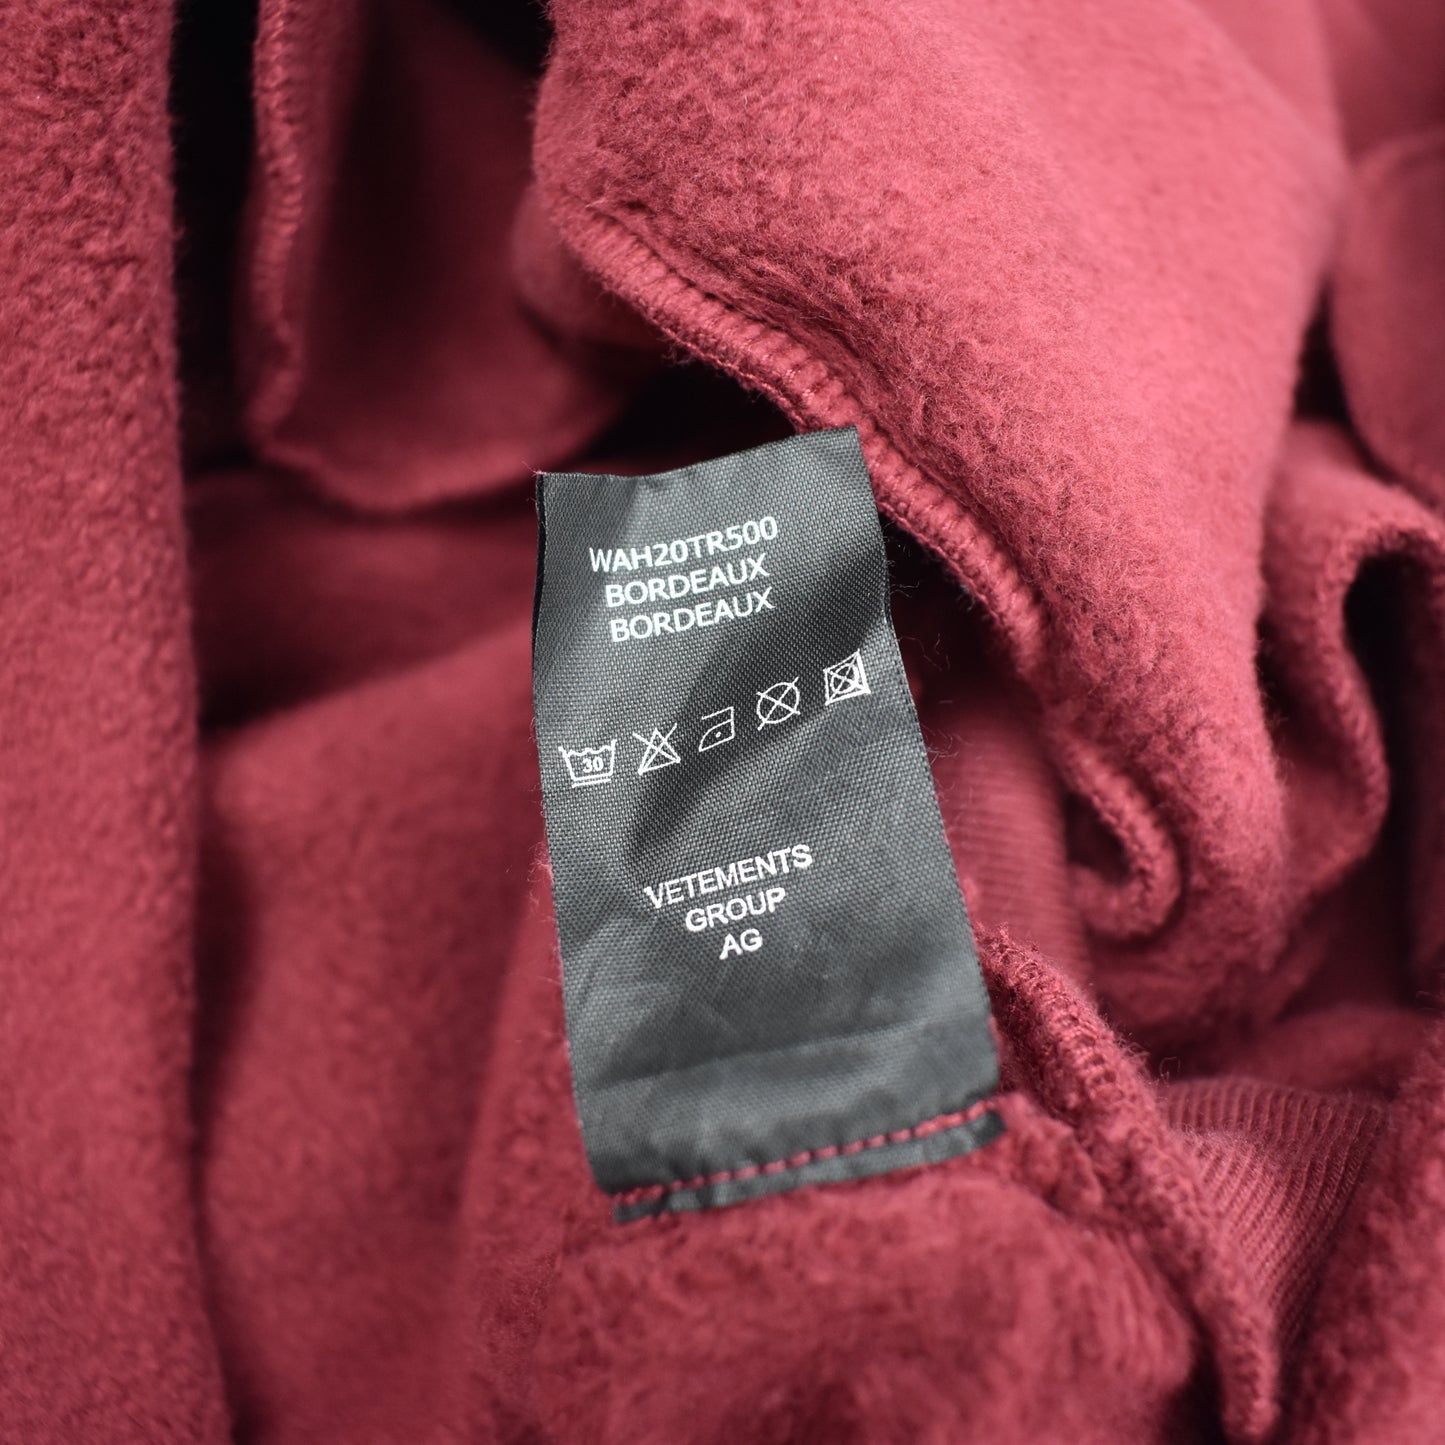 WAH20TR500
BORDEAUX
BORDEAUX
30
VETEMENTS
GROUP
AG